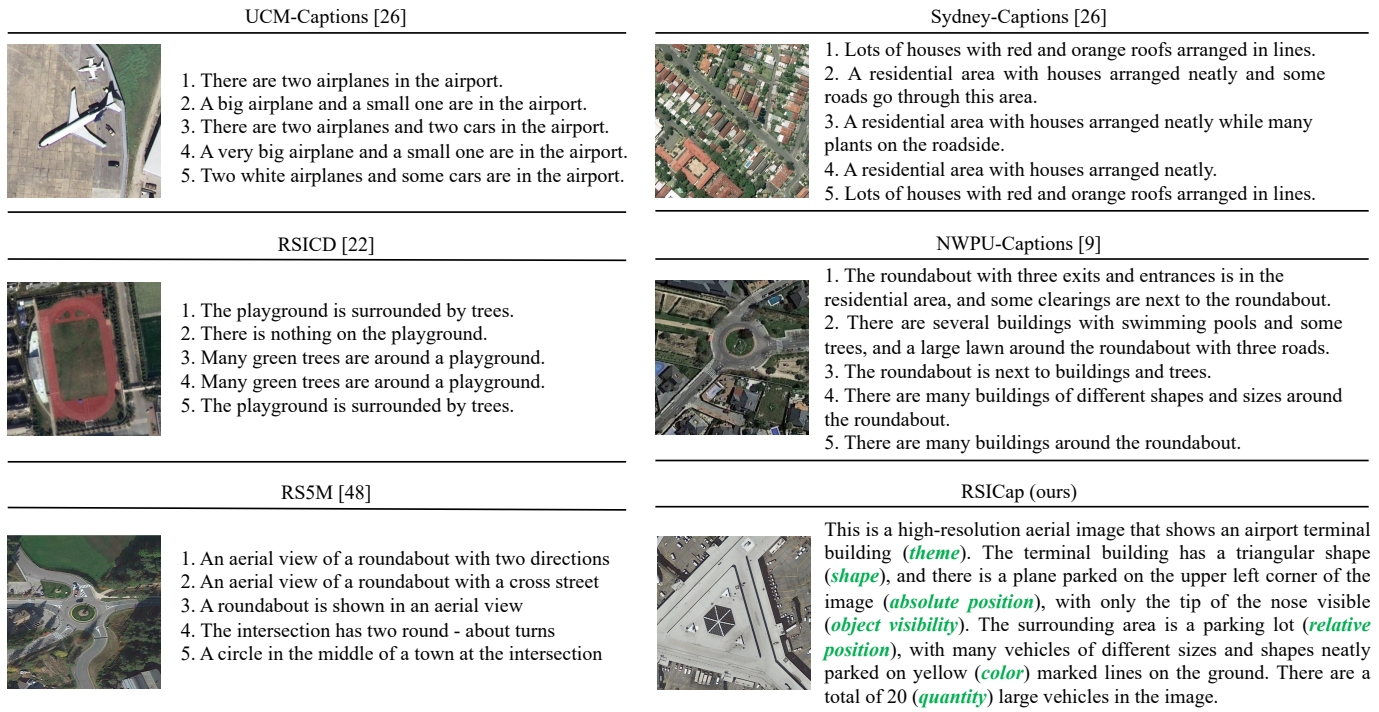 UCM-Captions [26]
1. There are two airplanes in the airport.
2. A big airplane and a small one are in the airport.
3. There are two airplanes and two cars in the airport.
4. A very big airplane and a small one are in the airport.
5. Two white airplanes and some cars are in the airport.
Sydney-Captions [26]
1. Lots of houses with red and orange roofs arranged in lines.
2. A residential area with houses arranged neatly and some
roads go through this area.
3. A residential area with houses arranged neatly while many
plants on the roadside.
4. A residential area with houses arranged neatly.
5. Lots of houses with red and orange roofs arranged in lines.
RSICD [22]
1. The playground is surrounded by trees.
2. There is nothing on the playground.
3. Many green trees are around a playground.
4. Many green trees are around a playground.
5. The playground is surrounded by trees.
NWPU-Captions [9]
1. The roundabout with three exits and entrances is in the
residential area, and some clearings are next to the roundabout.
2. There are several buildings with swimming pools and some
trees, and a large lawn around the roundabout with three roads.
3. The roundabout is next to buildings and trees.
4. There are many buildings of different shapes and sizes around
the roundabout.
5. There are many buildings around the roundabout.
RS5M [48]
1. An aerial view of a roundabout with two directions
2. An aerial view of a roundabout with a cross street
3. A roundabout is shown in an aerial view
4. The intersection has two round - about turns
5. A circle in the middle of a town at the intersection
RSICap (ours)
This is a high-resolution aerial image that shows an airport terminal
building (theme). The terminal building has a triangular shape
(shape), and there is a plane parked on the upper left corner of the
image (absolute position), with only the tip of the nose visible
(object visibility). The surrounding area is a parking lot (relative
position), with many vehicles of different sizes and shapes neatly
parked on yellow (color) marked lines on the ground. There are a
total of 20 (quantity) large vehicles in the image.